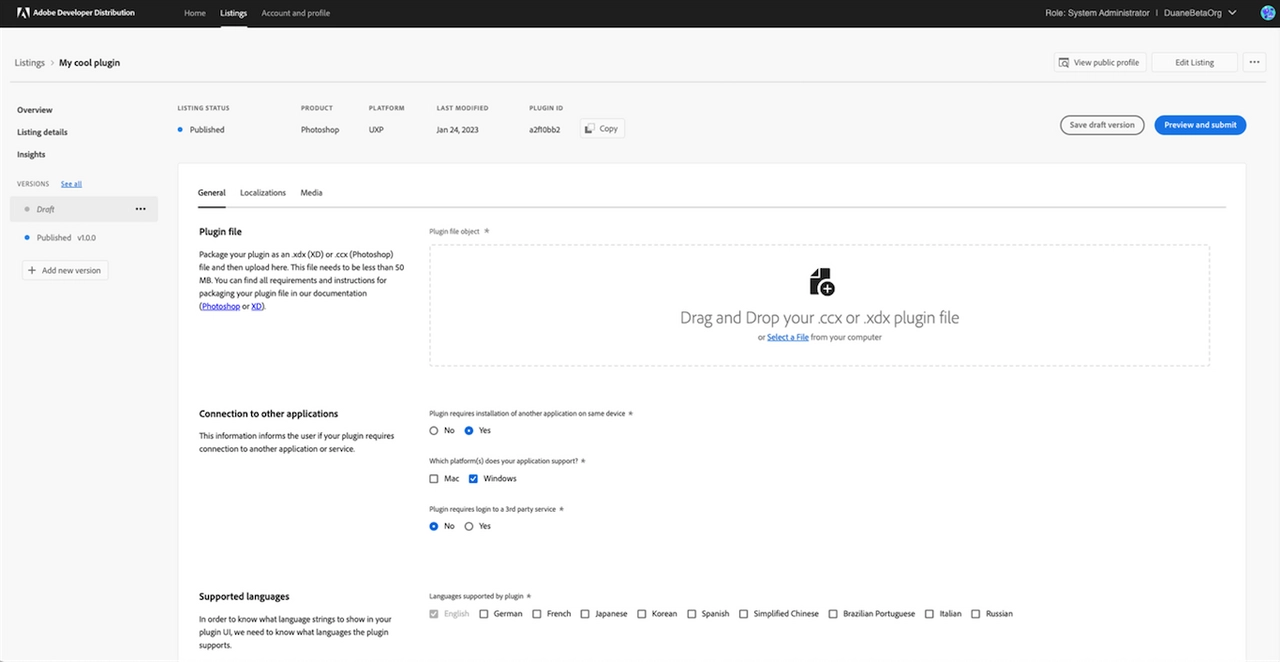 Adobe Developer Distribution Home Listings Account and profile Role: System Administrator | DuaneBetaOrg
Listings > My cool plugin View public profile Edit Listing ...
Overview
Listing details
Insights
VERSIONS See all
Draft ...
Published v1.0.0
+ Add new version
LISTING STATUS PRODUCT PLATFORM LAST MODIFIED PLUGIN ID
Published Photoshop UXP Jan 24, 2023 a2f10bb2 Copy
Save draft version Preview and submit
General Localizations Media
Plugin file
Package your plugin as an .xdx (XD) or .ccx (Photoshop)
file and then upload here. This file needs to be less than 50
MB. You can find all requirements and instructions for
packaging your plugin file in our documentation
(Photoshop or XD).
Plugin file object *
Drag and Drop your .ccx or .xdx plugin file
or Select a File from your computer
Connection to other applications
This information informs the user if your plugin requires
connection to another application or service.
Plugin requires installation of another application on same device *
No Yes
Which platform(s) does your application support? *
Mac Windows
Plugin requires login to a 3rd party service *
No Yes
Supported languages
In order to know what language strings to show in your
plugin UI, we need to know what languages the plugin
supports.
Languages supported by plugin *
English German French Japanese Korean Spanish Simplified Chinese Brazilian Portuguese Italian Russian